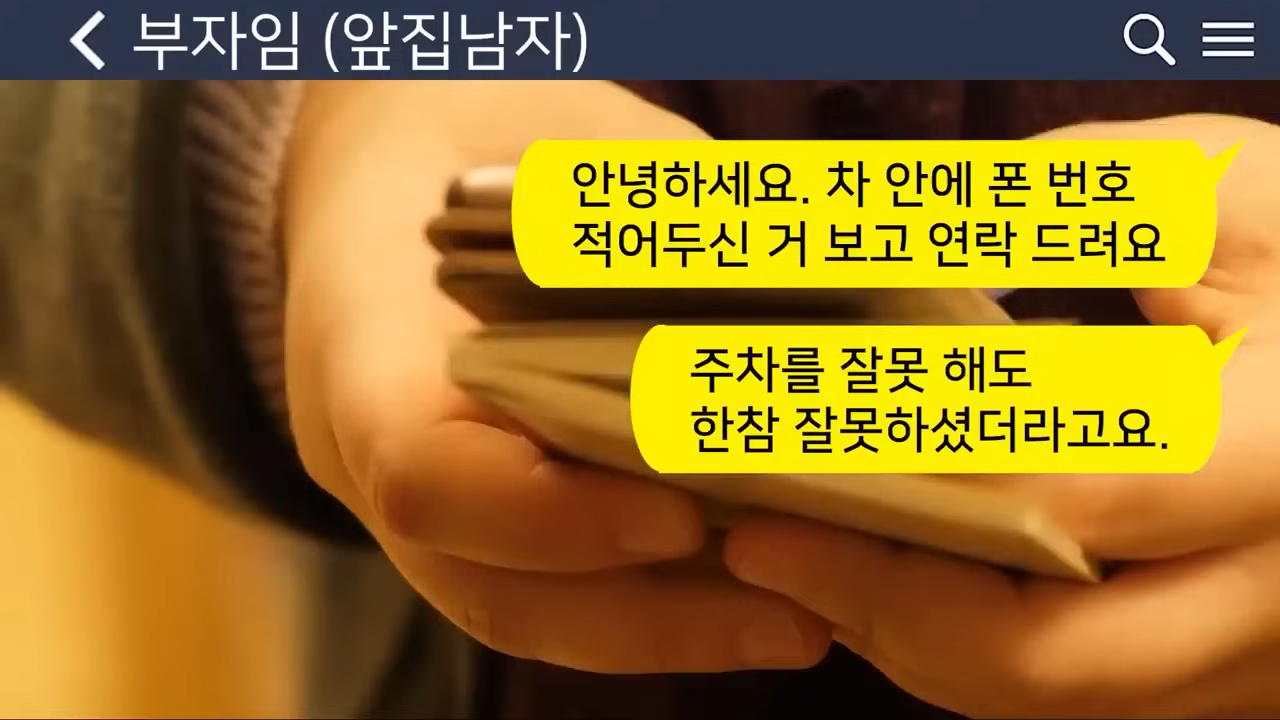 부자임 (앞집남자)
안녕하세요. 차 안에 폰 번호
적어두신 거 보고 연락 드려요
주차를 잘못 해도
한참 잘못하셨더라고요.